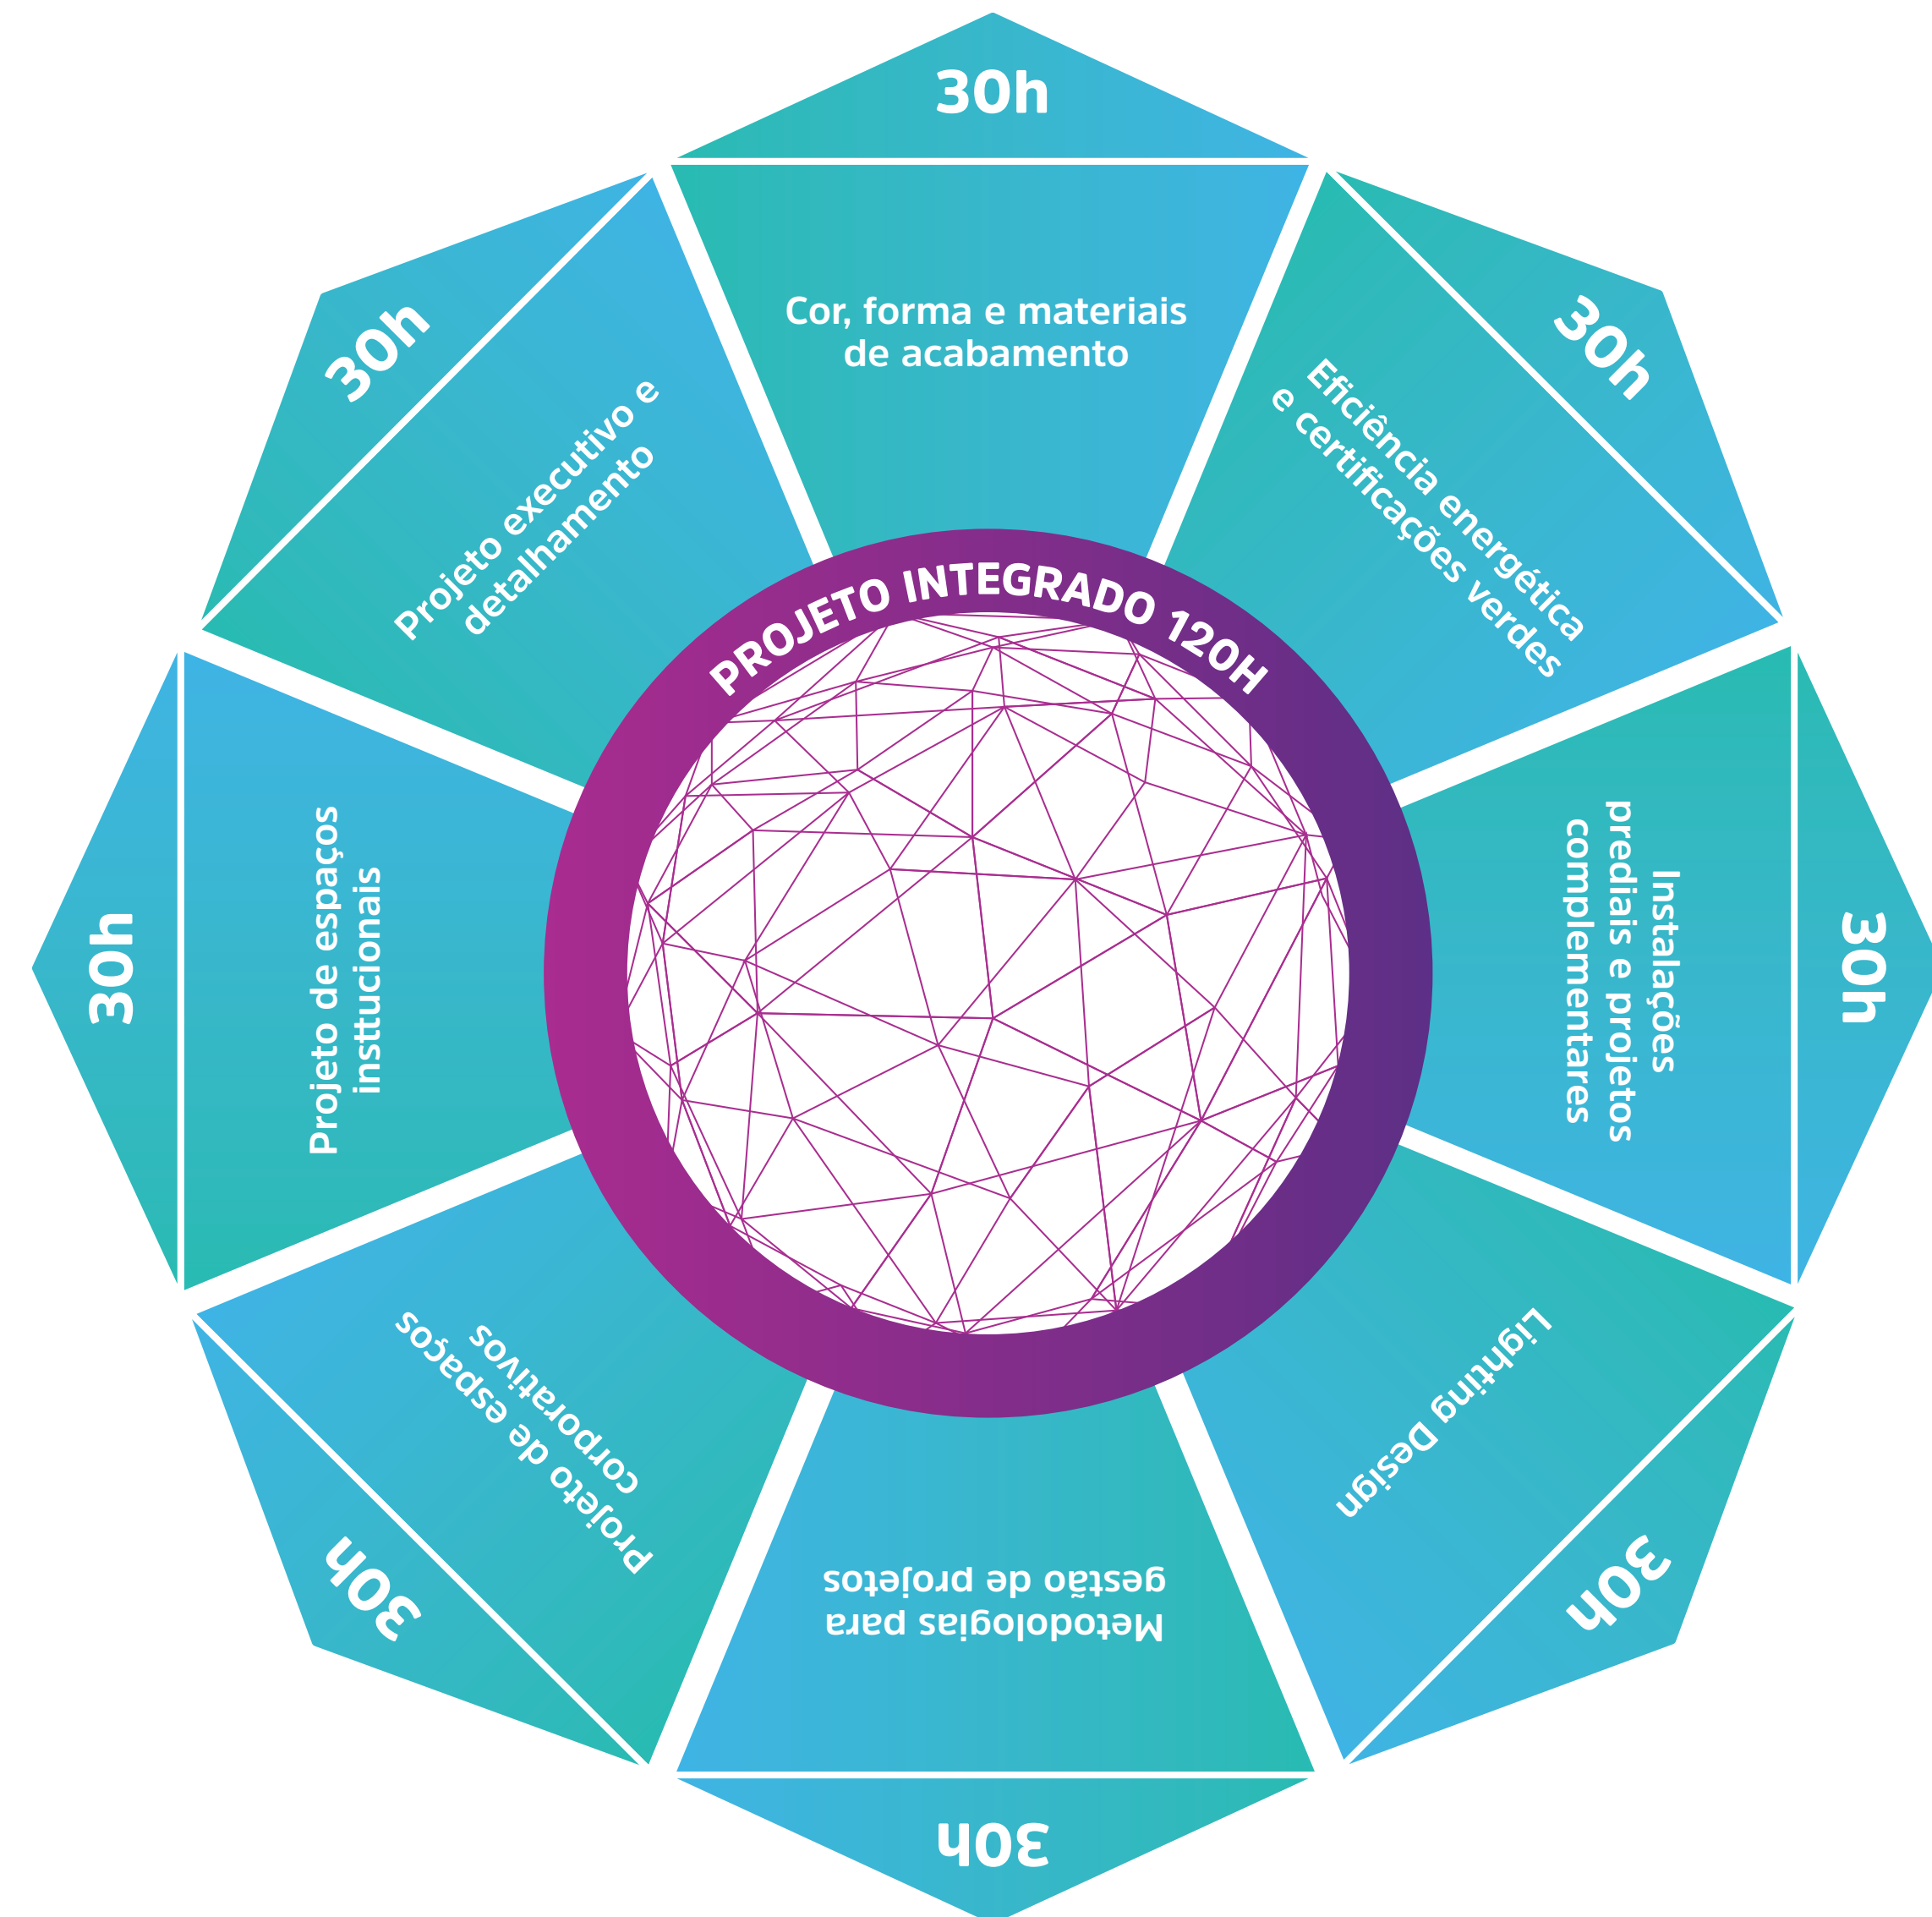 30h
Cor, forma e materiais
de acabamento
30h
Eficiência energética
e certificações verdes
30h
Instalações
prediais e projetos
complementares
30h
Lighting Design
30h
Metodologias para
gestão de projetos
30h
Projeto de espaços
corporativos
30h
Projeto de espaços
insttucionais
30h
Projeto executivo e
detalhamento
PROJETO INTEGRADO 120H